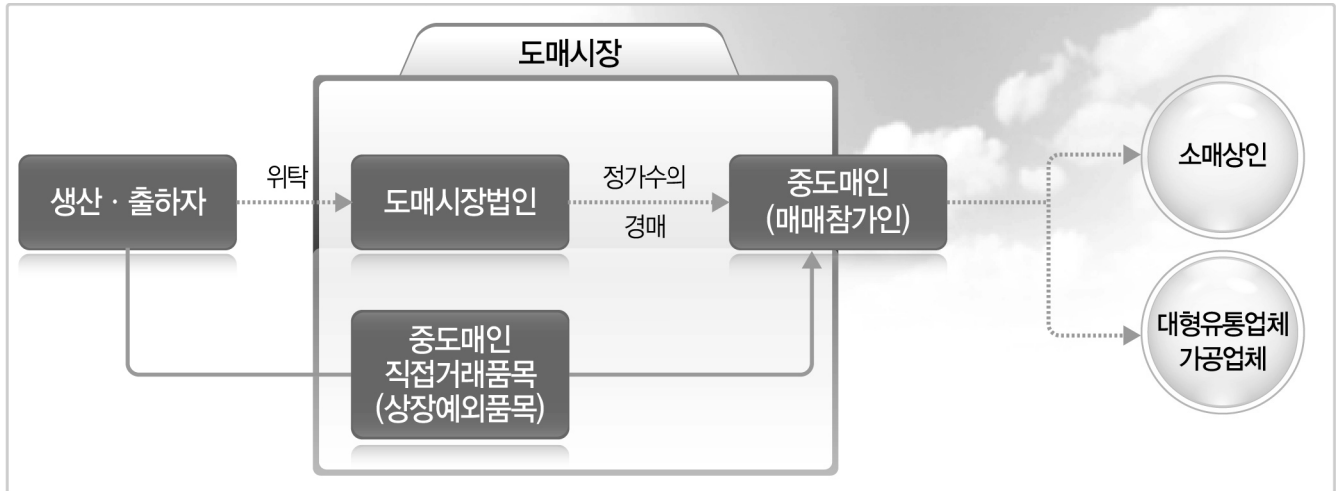 도매시장
생산 · 출하자
위탁
도매시장법인
정가수의
경매
중도매인
(매매참가인)
소매상인
중도매인
직접거래품목
(상장예외품목)
대형유통업체
가공업체